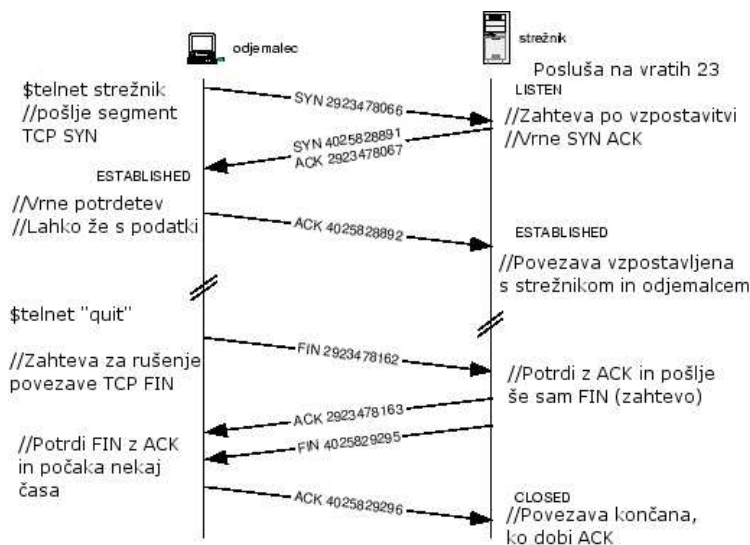 odjemalec
strežnik
Posluša na vratih 23
$telnet strežnik
//pošlje segment
TCP SYN
SYN 2923478066
LISTEN
//Zahteva po vzpostavitvi
//Vrne SYN ACK
SYN 4025828891
ACK 2923478067
ESTABLISHED
//Vrne potrdetev
//Lahko že s podatki
ACK 4025828892
ESTABLISHED
//Povezava vzpostavljena
s strežnikom in odjemalcem
$telnet "quit"
//Zahteva za rušenje
povezave TCP FIN
FIN 2923478162
//Potrdi z ACK in pošlje
še sam FIN (zahtevo)
ACK 2923478163
FIN 4025829295
//Potrdi FIN z ACK
in počaka nekaj
časa
ACK 4025829296
CLOSED
//Povezava končana,
ko dobi ACK